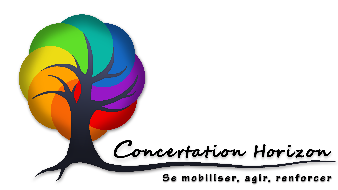 Concertation Horizon
Se mobiliser, agir, renforcer